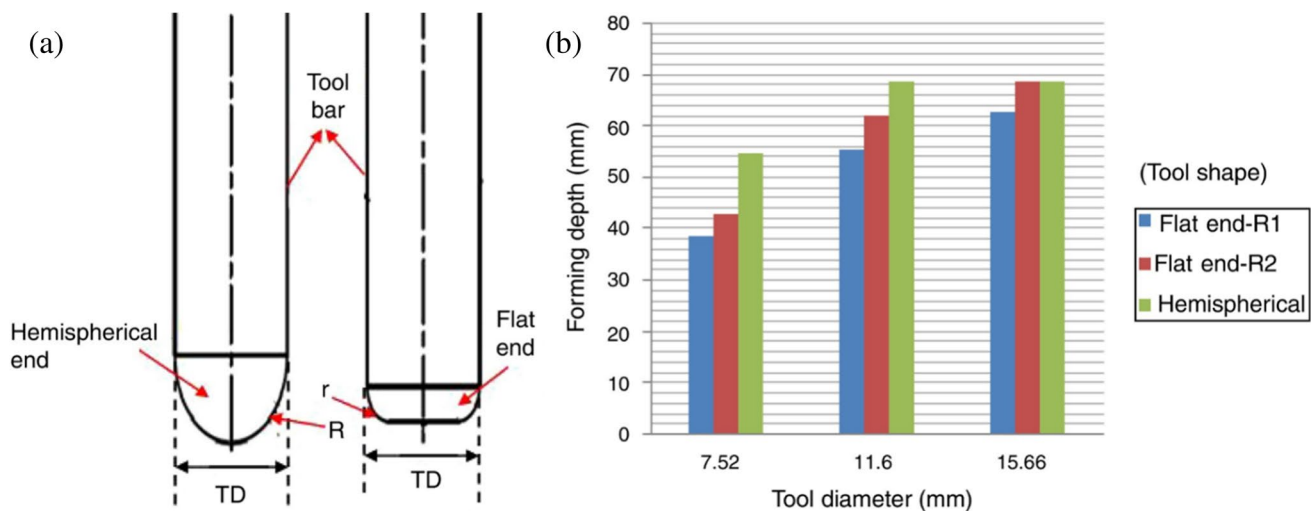 (a)
Tool
bar
Hemispherical
end
Flat
end
r
R
TD
TD
(b)
Forming depth (mm)
80
70
60
50
40
30
20
10
0
7.52
11.6
15.66
Tool diameter (mm)
(Tool shape)
Flat end-R1
Flat end-R2
Hemispherical